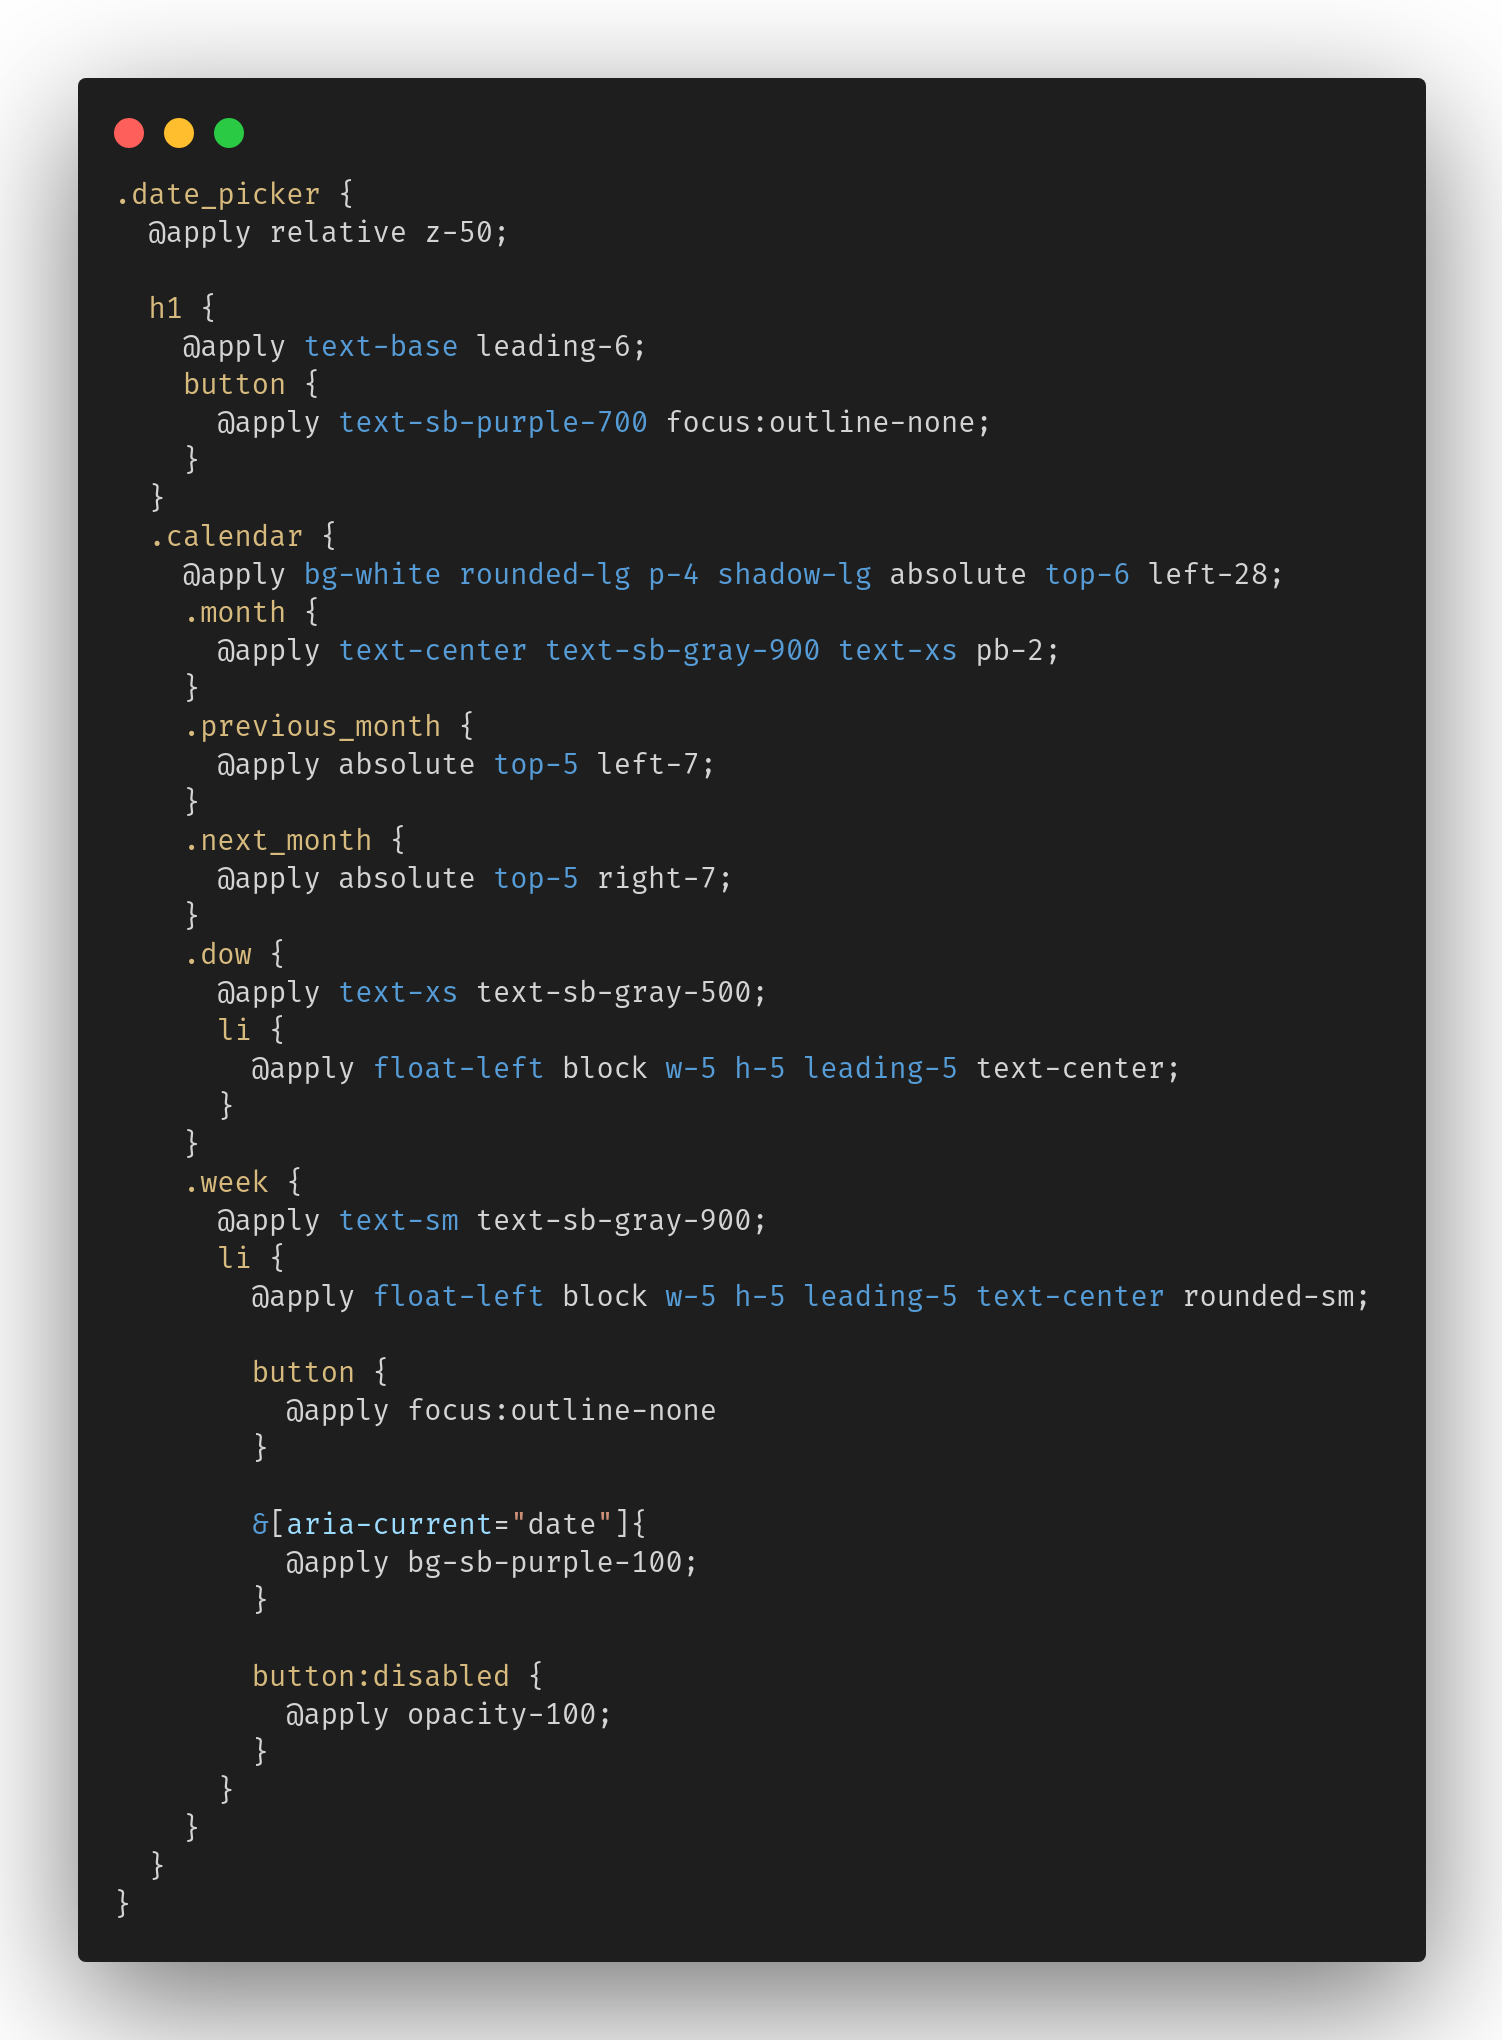 .date_picker {
  @apply relative z-50;

  h1 {
    @apply text-base leading-6;
    button {
      @apply text-sb-purple-700 focus:outline-none;
    }
  }
  .calendar {
    @apply bg-white rounded-lg p-4 shadow-lg absolute top-6 left-28;
    .month {
      @apply text-center text-sb-gray-900 text-xs pb-2;
    }
    .previous_month {
      @apply absolute top-5 left-7;
    }
    .next_month {
      @apply absolute top-5 right-7;
    }
    .dow {
      @apply text-xs text-sb-gray-500;
      li {
        @apply float-left block w-5 h-5 leading-5 text-center;
      }
    }
    .week {
      @apply text-sm text-sb-gray-900;
      li {
        @apply float-left block w-5 h-5 leading-5 text-center rounded-sm;

        button {
          @apply focus:outline-none
        }

        &[aria-current="date"]{
          @apply bg-sb-purple-100;
        }

        button:disabled {
          @apply opacity-100;
        }
      }
    }
  }
}